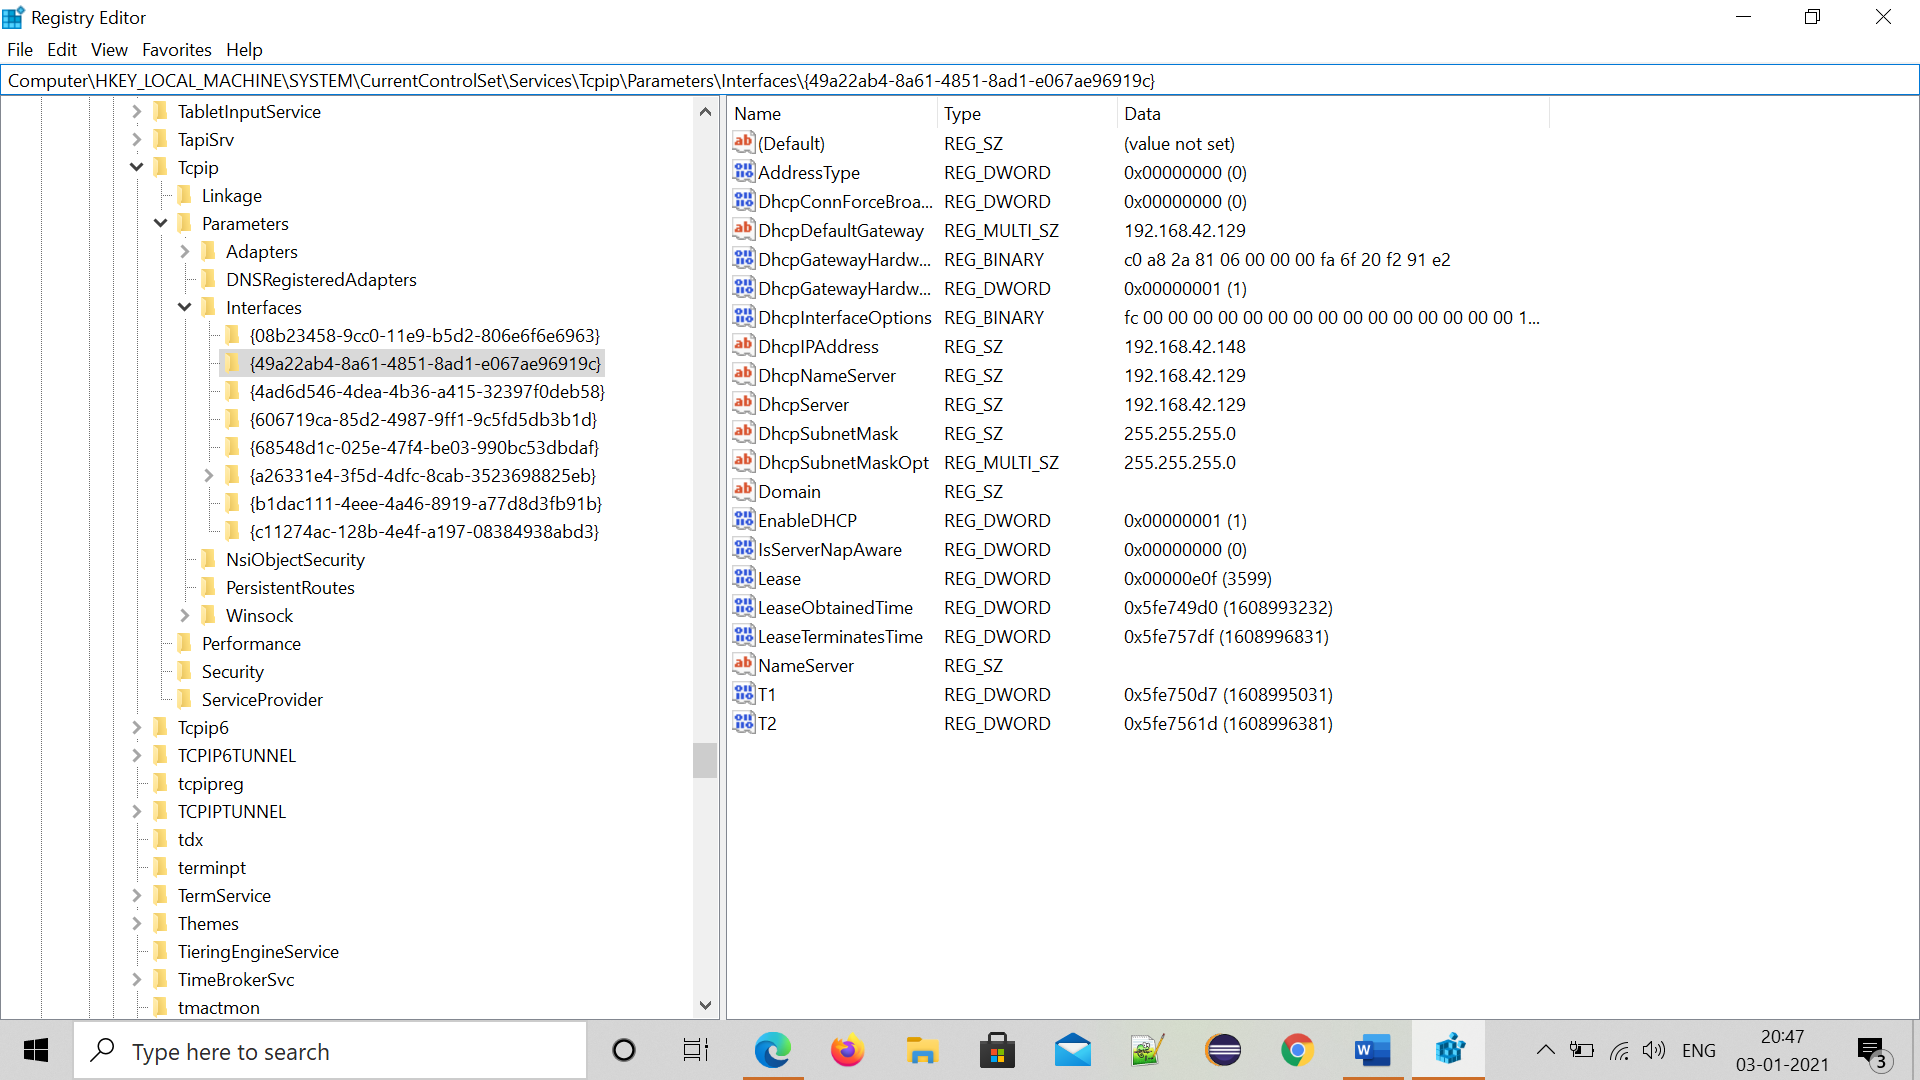 Registry Editor
File Edit View Favorites Help
Computer\HKEY_LOCAL_MACHINE\SYSTEM\CurrentControlSet\Services\Tcpip\Parameters\Interfaces\{49a22ab4-8a61-4851-8ad1-e067ae96919c}
TabletInputService
TapiSrv
Tcpip
Linkage
Parameters
Adapters
DNSRegisteredAdapters
Interfaces
{08b23458-9cc0-11e9-b5d2-806e6f6e6963}
{49a22ab4-8a61-4851-8ad1-e067ae96919c}
{4ad6d546-4dea-4b36-a415-32397f0deb58}
{606719ca-85d2-4987-9ff1-9c5fd5db3b1d}
{68548d1c-025e-47f4-be03-990bc53dbdaf}
{a26331e4-3f5d-4dfc-8cab-3523698825eb}
{b1dac111-4eee-4a46-8919-a77d8d3fb91b}
{c11274ac-128b-4e4f-a197-08384938abd3}
NsiObjectSecurity
PersistentRoutes
Winsock
Performance
Security
ServiceProvider
Tcpip6
TCPIP6TUNNEL
tcpipreg
TCPIPTUNNEL
tdx
terminpt
TermService
Themes
TieringEngineService
TimeBrokerSvc
tmactmon
Name Type Data
(Default) REG_SZ (value not set)
AddressType REG_DWORD 0x00000000 (0)
DhcpConnForceBroa... REG_DWORD 0x00000000 (0)
DhcpDefaultGateway REG_MULTI_SZ 192.168.42.129
DhcpGatewayHardw... REG_BINARY c0 a8 2a 81 06 00 00 00 fa 6f 20 f2 91 e2
DhcpGatewayHardw... REG_DWORD 0x00000001 (1)
DhcpInterfaceOptions REG_BINARY fc 00 00 00 00 00 00 00 00 00 00 00 00 00 00 00 1...
DhcpIPAddress REG_SZ 192.168.42.148
DhcpNameServer REG_SZ 192.168.42.129
DhcpServer REG_SZ 192.168.42.129
DhcpSubnetMask REG_SZ 255.255.255.0
DhcpSubnetMaskOpt REG_MULTI_SZ 255.255.255.0
Domain REG_SZ
EnableDHCP REG_DWORD 0x00000001 (1)
IsServerNapAware REG_DWORD 0x00000000 (0)
Lease REG_DWORD 0x00000e0f (3599)
LeaseObtainedTime REG_DWORD 0x5fe749d0 (1608993232)
LeaseTerminatesTime REG_DWORD 0x5fe757df (1608996831)
NameServer REG_SZ
T1 REG_DWORD 0x5fe750d7 (1608995031)
T2 REG_DWORD 0x5fe7561d (1608996381)
Type here to search
ENG
20:47
03-01-2021
3